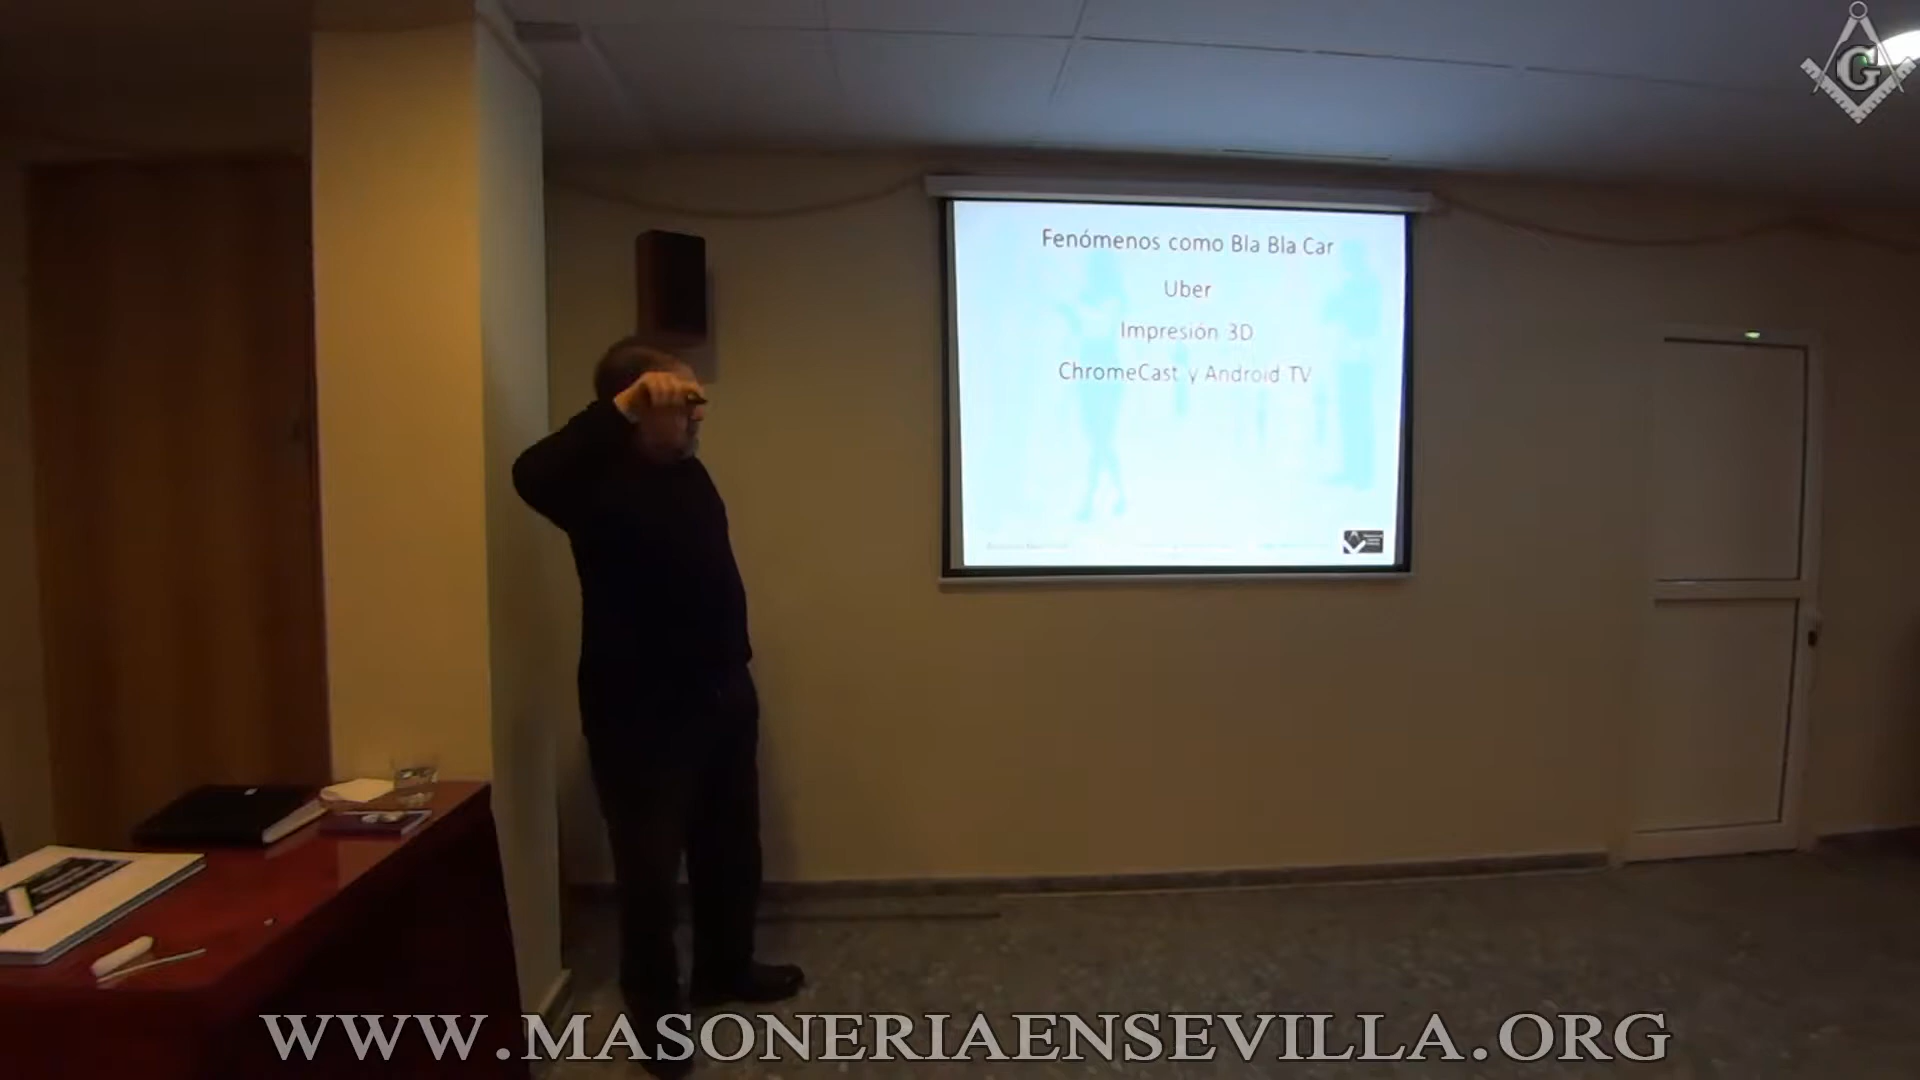 G
Fenómenos como Bla Bla Car
Uber
Impresión 3D
ChromeCast y Android TV
WWW.MASONERIAENSEVILLA.ORG